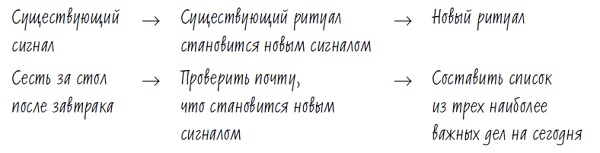 Существующий сигнал → Существующий ритуал становится новым сигналом → Новый ритуал
Сесть за стол после завтрака → Проверить почту, что становится новым сигналом → Составить список из трех наиболее важных дел на сегодня